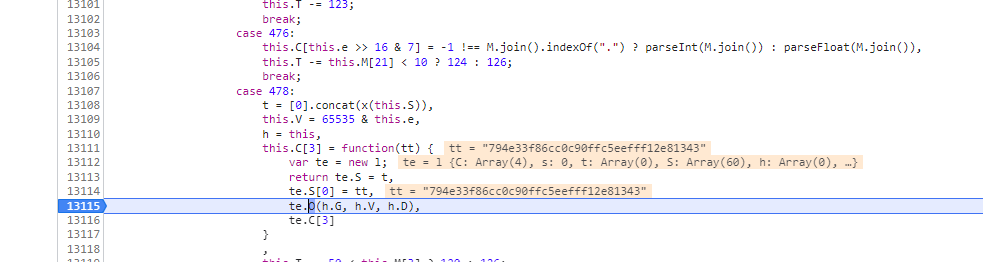 13101 this.T -= 123;
13102 break;
13103 case 476:
13104 this.C[this.e >> 16 & 7] = -1 !== M.join().indexOf(".") ? parseInt(M.join()) : parseFloat(M.join()),
13105 this.T -= this.M[21] < 10 ? 124 : 126;
13106 break;
13107 case 478:
13108 t = [0].concat(x(this.S)),
13109 this.V = 65535 & this.e,
13110 h = this,
13111 this.C[3] = function(tt) { tt = "794e33f86cc0c90ffc5eefff12e81343"
13112 var te = new l; te = l {C: Array(4), s: 0, t: Array(0), S: Array(60), h: Array(0), …}
13113 return te.S = t,
13114 te.S[0] = tt, tt = "794e33f86cc0c90ffc5eefff12e81343"
13115 te.O(h.G, h.V, h.D),
13116 te.C[3]
13117 }
13118 ,